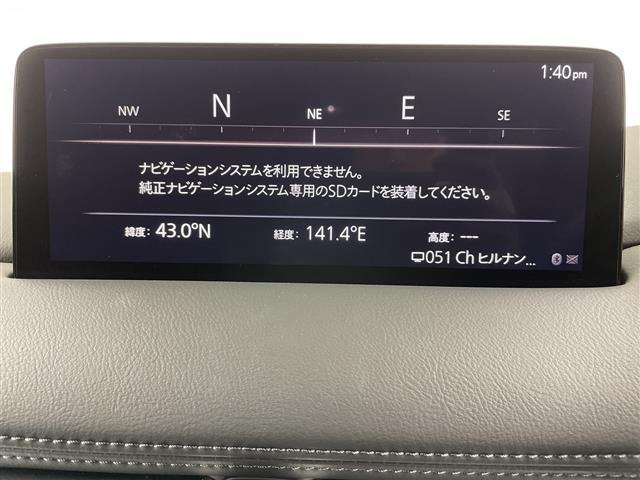 1:40pm
NW N NE E SE
ナビゲーションシステムを利用できません。
純正ナビゲーションシステム専用のSDカードを装着してください。
緯度: 43.0°N 経度: 141.4°E 高度: ---
051 Ch ヒルナン...